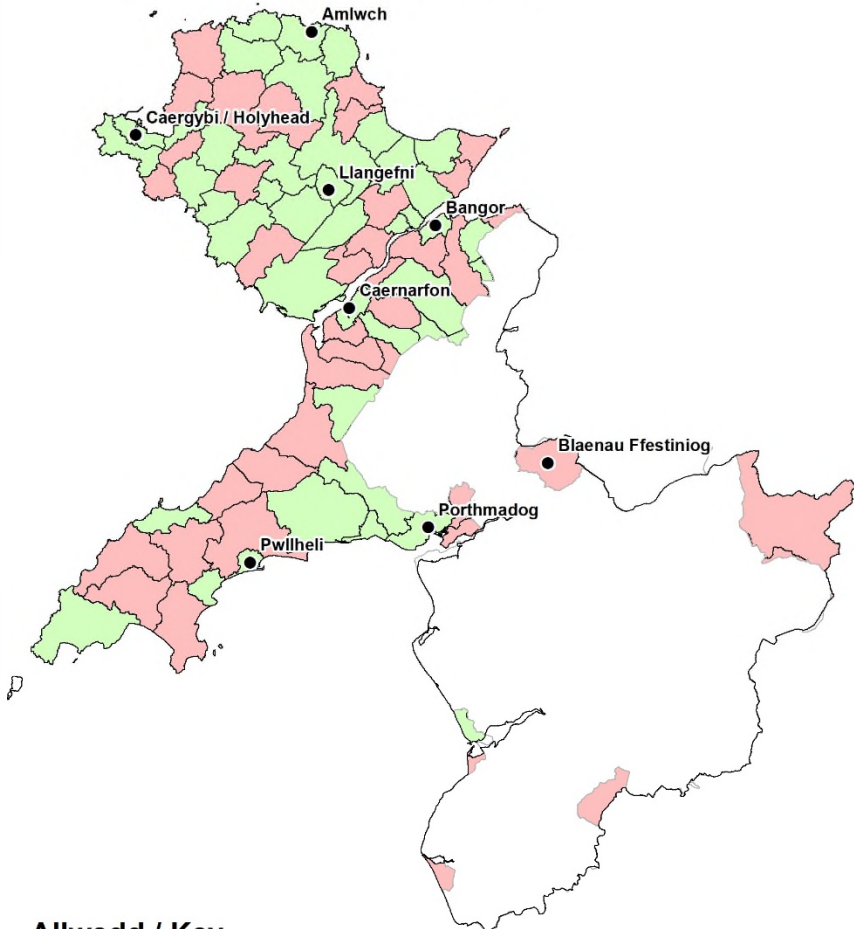 Amlwch
Caergybi / Holyhead
Llangefni
Bangor
Caernarfon
Blaenau Ffestiniog
Porthmadog
Pwllheli
Allwedd / Key